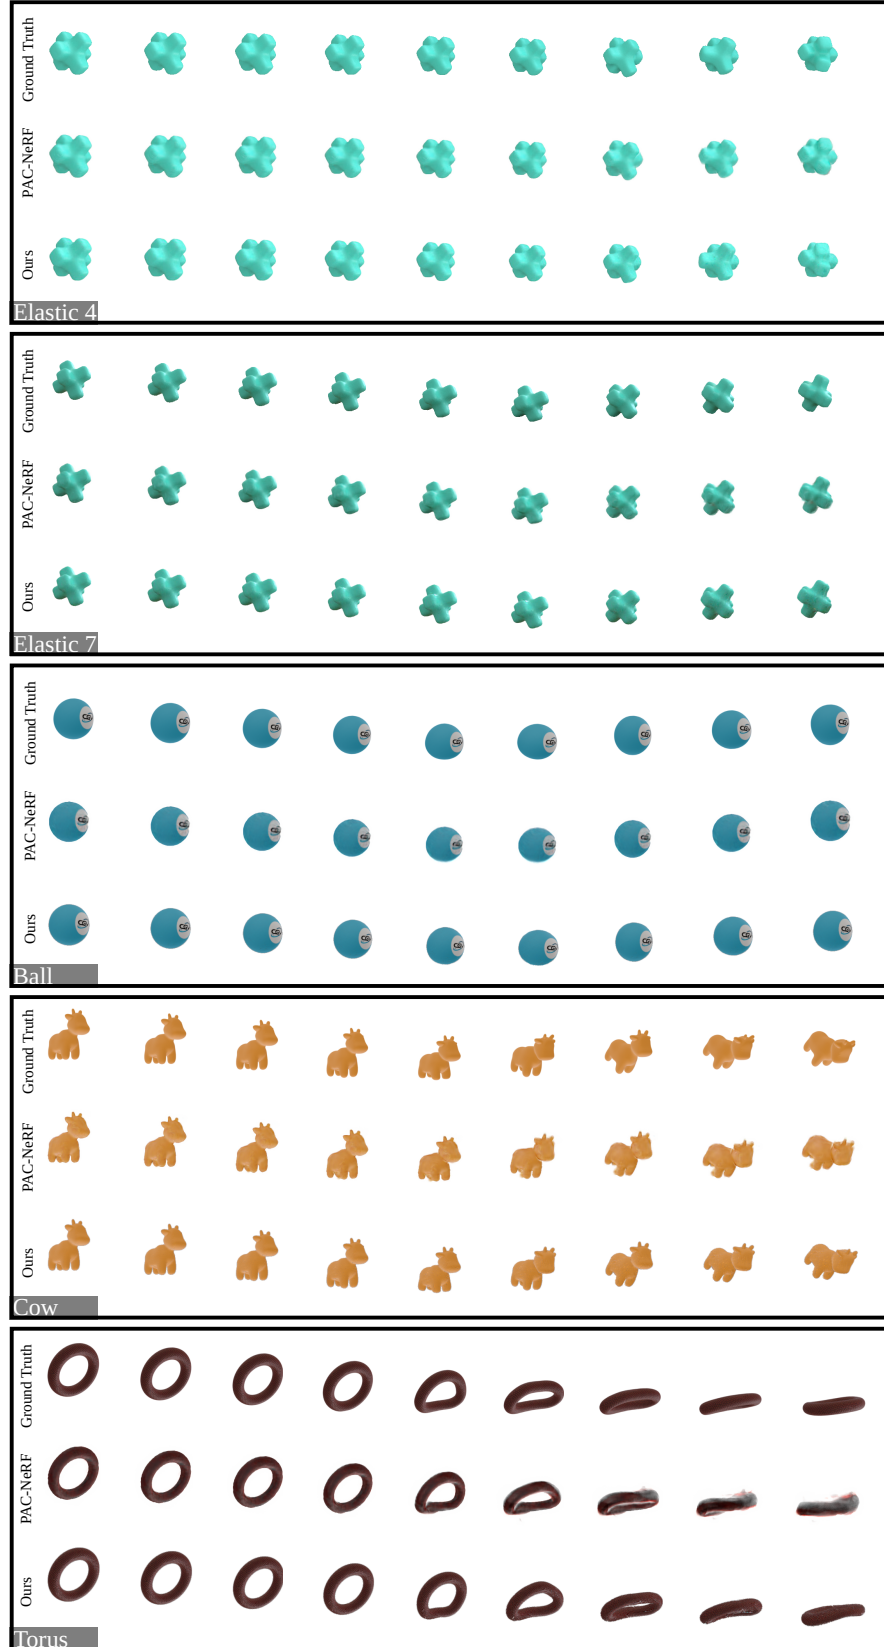 Ground Truth
PAC-NeRF
Ours
Elastic 4
Ground Truth
PAC-NeRF
Ours
Elastic 7
Ground Truth
PAC-NeRF
Ours
Ball
Ground Truth
PAC-NeRF
Ours
Cow
Ground Truth
PAC-NeRF
Ours
Torus